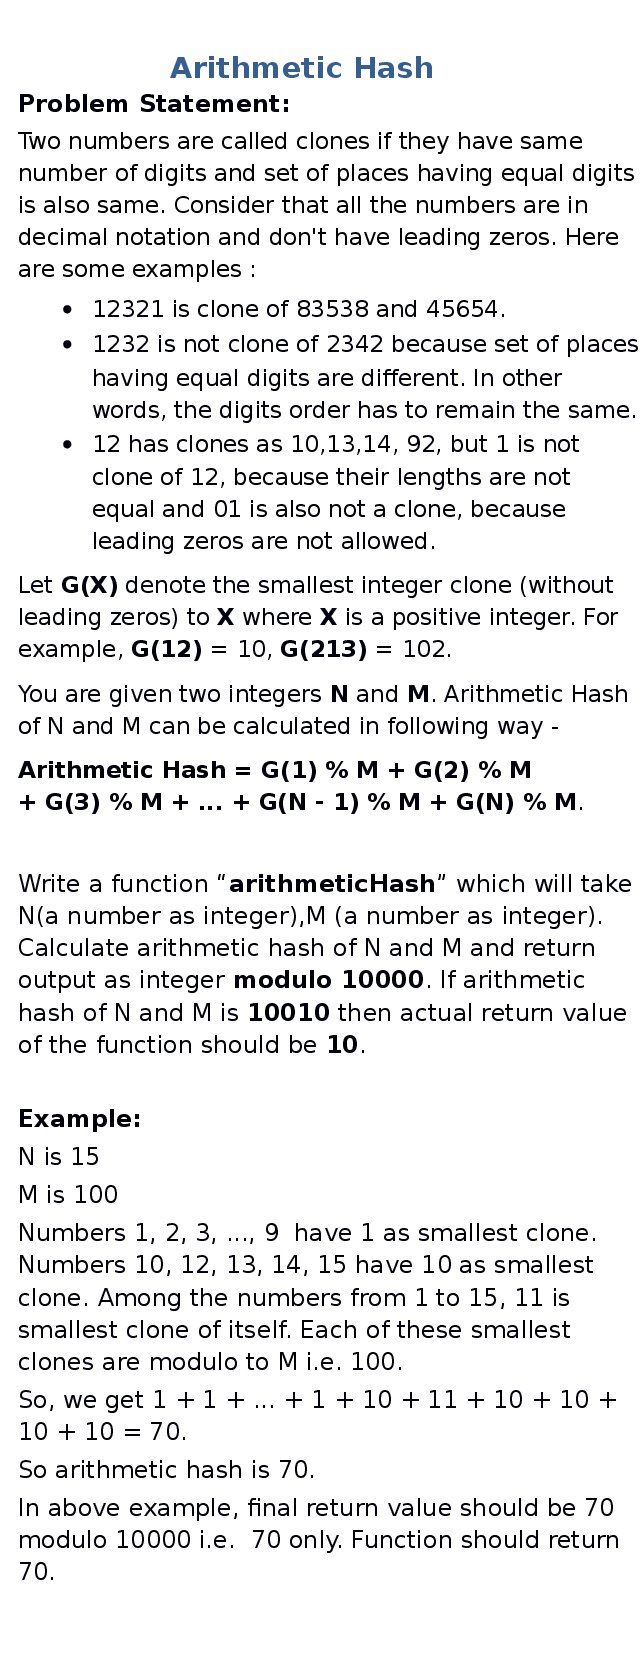 Arithmetic Hash
Problem Statement:
Two numbers are called clones if they have same
number of digits and set of places having equal digits
is also same. Consider that all the numbers are in
decimal notation and don't have leading zeros. Here
are some examples :
• 12321 is clone of 83538 and 45654.
• 1232 is not clone of 2342 because set of places
having equal digits are different. In other
words, the digits order has to remain the same.
• 12 has clones as 10,13,14, 92, but 1 is not
clone of 12, because their lengths are not
equal and 01 is also not a clone, because
leading zeros are not allowed.
Let G(X) denote the smallest integer clone (without
leading zeros) to X where X is a positive integer. For
example, G(12) = 10, G(213) = 102.
You are given two integers N and M. Arithmetic Hash
of N and M can be calculated in following way -
Arithmetic Hash = G(1) % M + G(2) % M
+ G(3) % M + ... + G(N - 1) % M + G(N) % M.
Write a function “arithmeticHash” which will take
N(a number as integer),M (a number as integer).
Calculate arithmetic hash of N and M and return
output as integer modulo 10000. If arithmetic
hash of N and M is 10010 then actual return value
of the function should be 10.
Example:
N is 15
M is 100
Numbers 1, 2, 3, ..., 9  have 1 as smallest clone.
Numbers 10, 12, 13, 14, 15 have 10 as smallest
clone. Among the numbers from 1 to 15, 11 is
smallest clone of itself. Each of these smallest
clones are modulo to M i.e. 100.
So, we get 1 + 1 + ... + 1 + 10 + 11 + 10 + 10 +
10 + 10 = 70.
So arithmetic hash is 70.
In above example, final return value should be 70
modulo 10000 i.e.  70 only. Function should return
70.